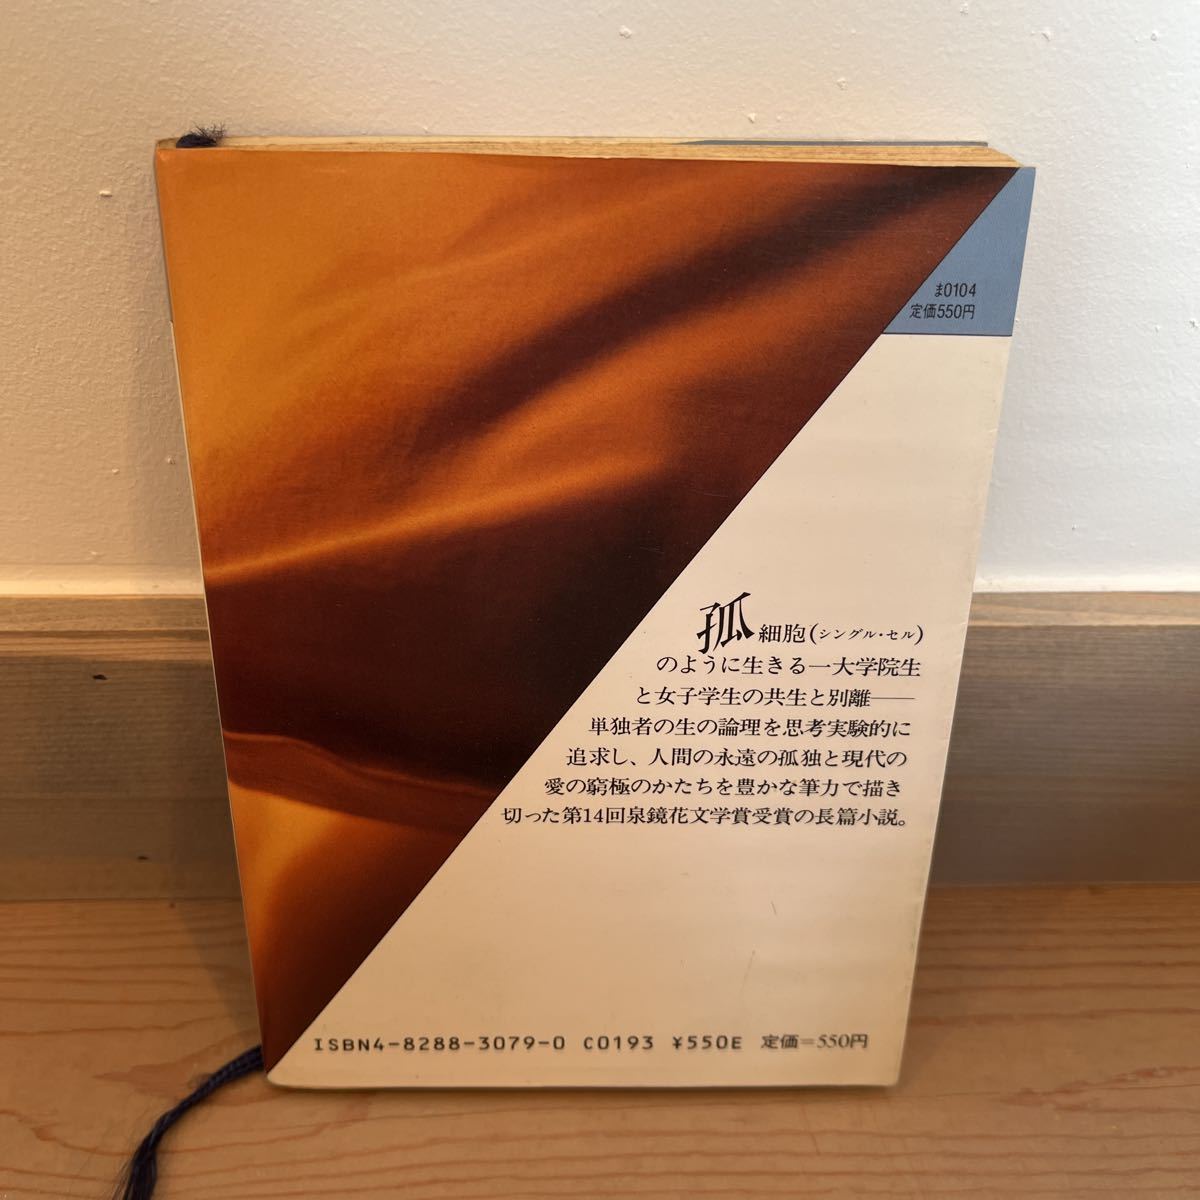 ま0104
定価550円
孤細胞(シングル・セル)
のように生きる一大学院生
と女子学生の共生と別離――
単独者の生の論理を思考実験的に
追求し、人間の永遠の孤独と現代の
愛の窮極のかたちを豊かな筆力で描き
切った第14回泉鏡花文学賞受賞の長篇小説。
ISBN4-8288-3079-0 C0193 ¥550E 定価=550円